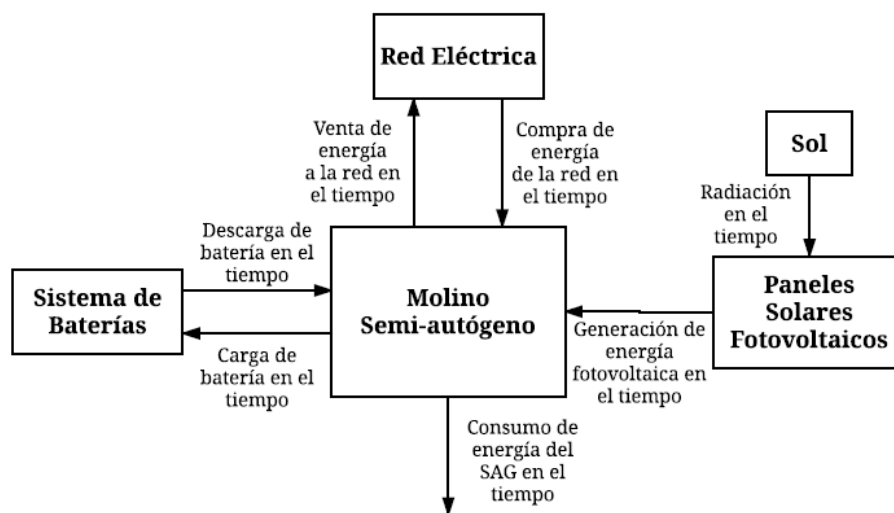 Red Eléctrica
Venta de
energía
a la red en
el tiempo
Compra de
energía
de la red en
el tiempo
Sol
Radiación
en el
tiempo
Descarga de
batería en el
tiempo
Sistema de
Baterías
Carga de
batería en el
tiempo
Molino
Semi-autógeno
Paneles
Solares
Fotovoltaicos
Generación de
energía
fotovoltaica en
el tiempo
Consumo de
energía del
SAG en el
tiempo